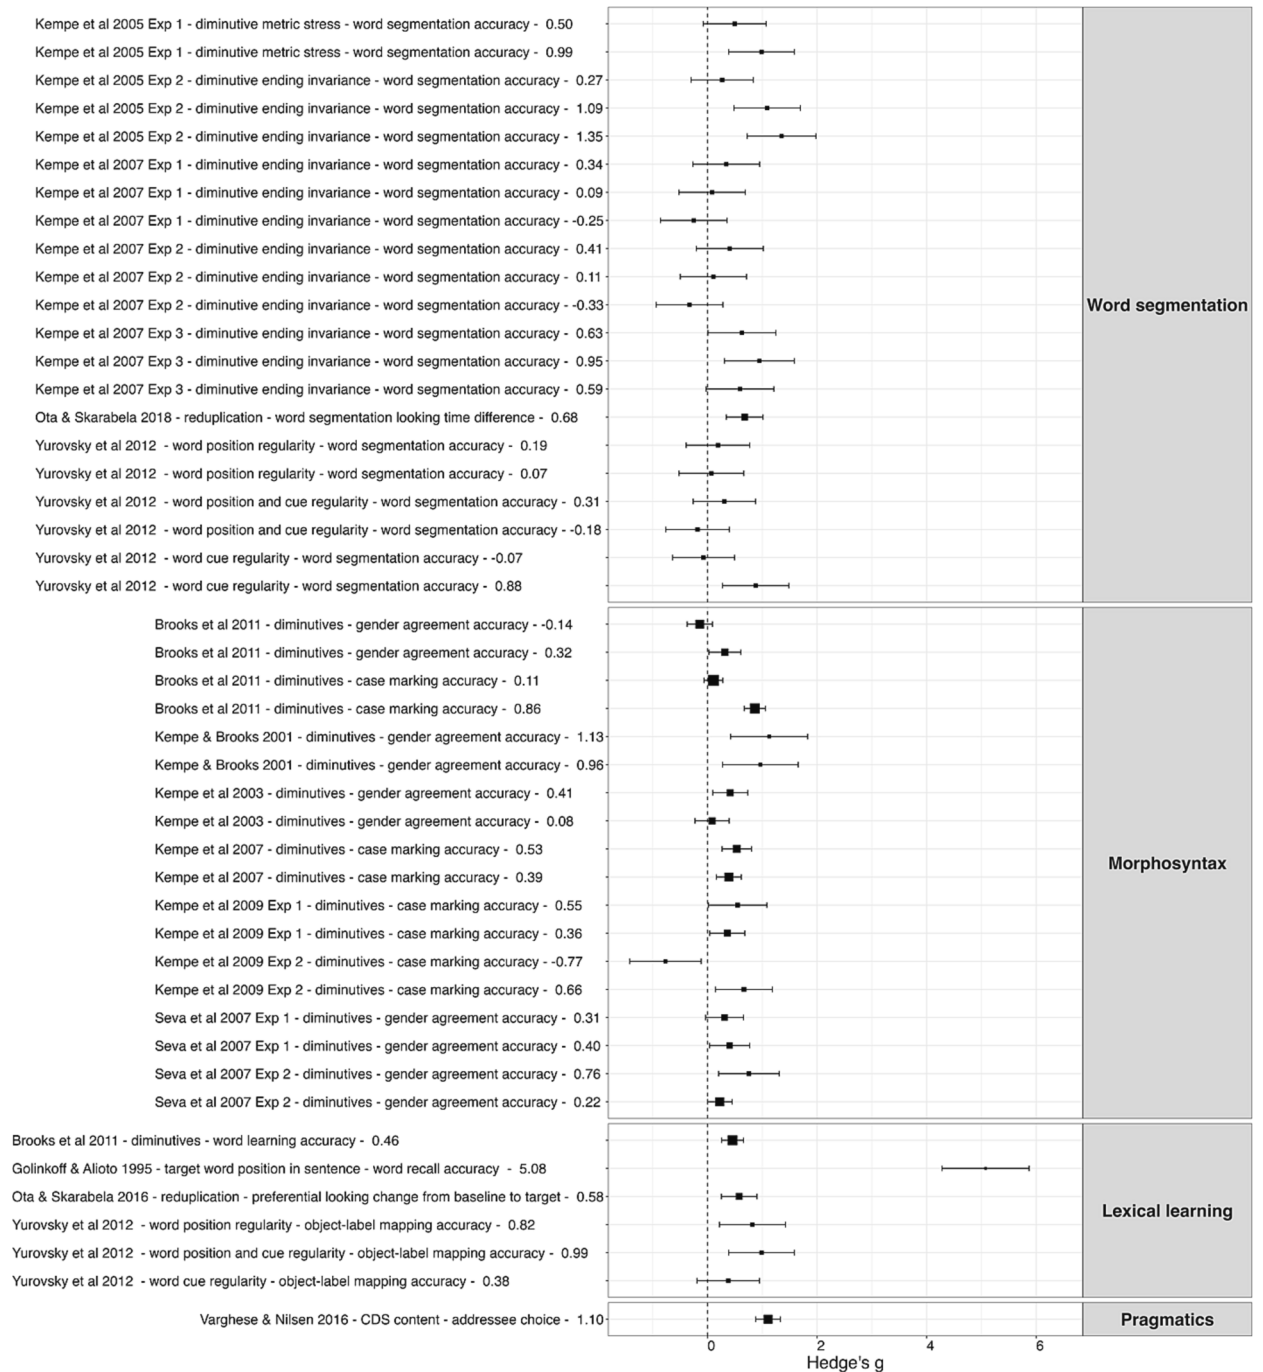 Kempe et al 2005 Exp 1 - diminutive metric stress - word segmentation accuracy - 0.50
Kempe et al 2005 Exp 1 - diminutive metric stress - word segmentation accuracy - 0.99
Kempe et al 2005 Exp 2 - diminutive ending invariance - word segmentation accuracy - 0.27
Kempe et al 2005 Exp 2 - diminutive ending invariance - word segmentation accuracy - 1.09
Kempe et al 2005 Exp 2 - diminutive ending invariance - word segmentation accuracy - 1.35
Kempe et al 2007 Exp 1 - diminutive ending invariance - word segmentation accuracy - 0.34
Kempe et al 2007 Exp 1 - diminutive ending invariance - word segmentation accuracy - 0.09
Kempe et al 2007 Exp 1 - diminutive ending invariance - word segmentation accuracy - -0.25
Kempe et al 2007 Exp 2 - diminutive ending invariance - word segmentation accuracy - 0.41
Kempe et al 2007 Exp 2 - diminutive ending invariance - word segmentation accuracy - 0.11
Kempe et al 2007 Exp 2 - diminutive ending invariance - word segmentation accuracy - -0.33
Kempe et al 2007 Exp 3 - diminutive ending invariance - word segmentation accuracy - 0.63
Kempe et al 2007 Exp 3 - diminutive ending invariance - word segmentation accuracy - 0.95
Kempe et al 2007 Exp 3 - diminutive ending invariance - word segmentation accuracy - 0.59
Ota & Skarabela 2018 - reduplication - word segmentation looking time difference - 0.68
Yurovsky et al 2012 - word position regularity - word segmentation accuracy - 0.19
Yurovsky et al 2012 - word position regularity - word segmentation accuracy - 0.07
Yurovsky et al 2012 - word position and cue regularity - word segmentation accuracy - 0.31
Yurovsky et al 2012 - word position and cue regularity - word segmentation accuracy - -0.18
Yurovsky et al 2012 - word cue regularity - word segmentation accuracy - -0.07
Yurovsky et al 2012 - word cue regularity - word segmentation accuracy - 0.88
Word segmentation
Brooks et al 2011 - diminutives - gender agreement accuracy - -0.14
Brooks et al 2011 - diminutives - gender agreement accuracy - 0.32
Brooks et al 2011 - diminutives - case marking accuracy - 0.11
Brooks et al 2011 - diminutives - case marking accuracy - 0.86
Kempe & Brooks 2001 - diminutives - gender agreement accuracy - 1.13
Kempe & Brooks 2001 - diminutives - gender agreement accuracy - 0.96
Kempe et al 2003 - diminutives - gender agreement accuracy - 0.41
Kempe et al 2003 - diminutives - gender agreement accuracy - 0.08
Kempe et al 2007 - diminutives - case marking accuracy - 0.53
Kempe et al 2007 - diminutives - case marking accuracy - 0.39
Kempe et al 2009 Exp 1 - diminutives - case marking accuracy - 0.55
Kempe et al 2009 Exp 1 - diminutives - case marking accuracy - 0.36
Kempe et al 2009 Exp 2 - diminutives - case marking accuracy - -0.77
Kempe et al 2009 Exp 2 - diminutives - case marking accuracy - 0.66
Seva et al 2007 Exp 1 - diminutives - gender agreement accuracy - 0.31
Seva et al 2007 Exp 1 - diminutives - gender agreement accuracy - 0.40
Seva et al 2007 Exp 2 - diminutives - gender agreement accuracy - 0.76
Seva et al 2007 Exp 2 - diminutives - gender agreement accuracy - 0.22
Morphosyntax
Brooks et al 2011 - diminutives - word learning accuracy - 0.46
Golinkoff & Alioto 1995 - target word position in sentence - word recall accuracy - 5.08
Ota & Skarabela 2016 - reduplication - preferential looking change from baseline to target - 0.58
Yurovsky et al 2012 - word position regularity - object-label mapping accuracy - 0.82
Yurovsky et al 2012 - word position and cue regularity - object-label mapping accuracy - 0.99
Yurovsky et al 2012 - word cue regularity - object-label mapping accuracy - 0.38
Lexical learning
Varghese & Nilsen 2016 - CDS content - addressee choice - 1.10
Pragmatics
0 2 4 6
Hedge's g